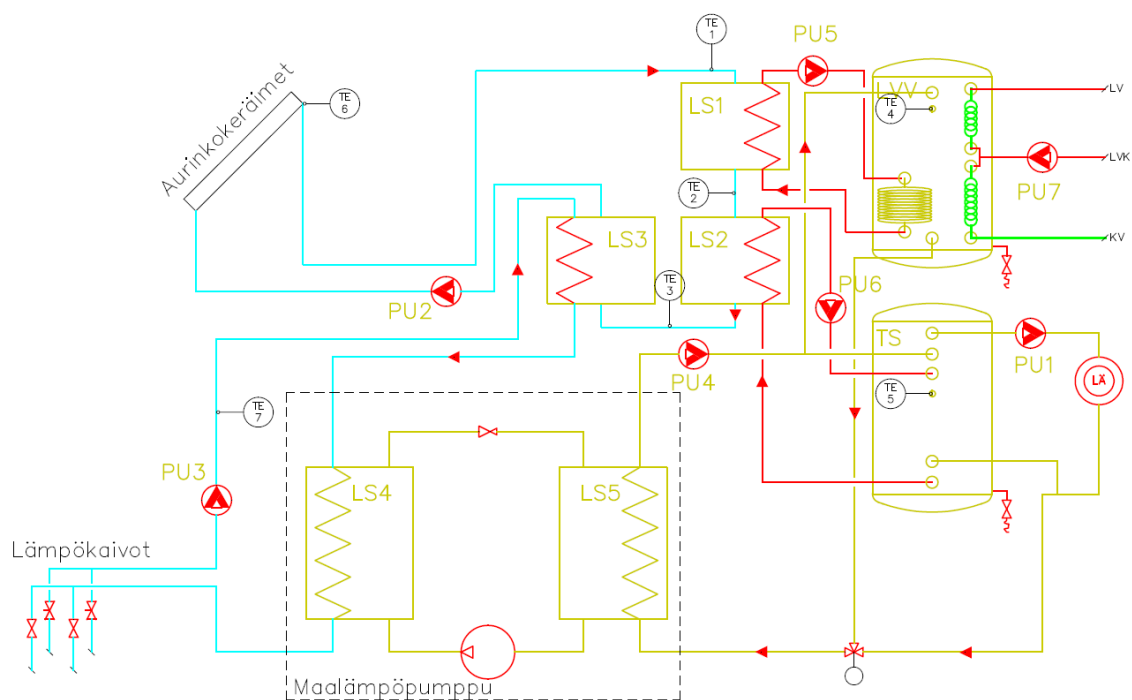 TE
1
PU5
LVV
LV
TE
4
TE
6
Aurinkokeräimet
LS1
LVK
PU7
TE
2
LS3
LS2
KV
TE
3
PU6
PU2
TS
PU1
PU4
LÄ
TE
5
TE
7
PU3
LS4
LS5
Lämpökaivot
Maalämpöpumppu